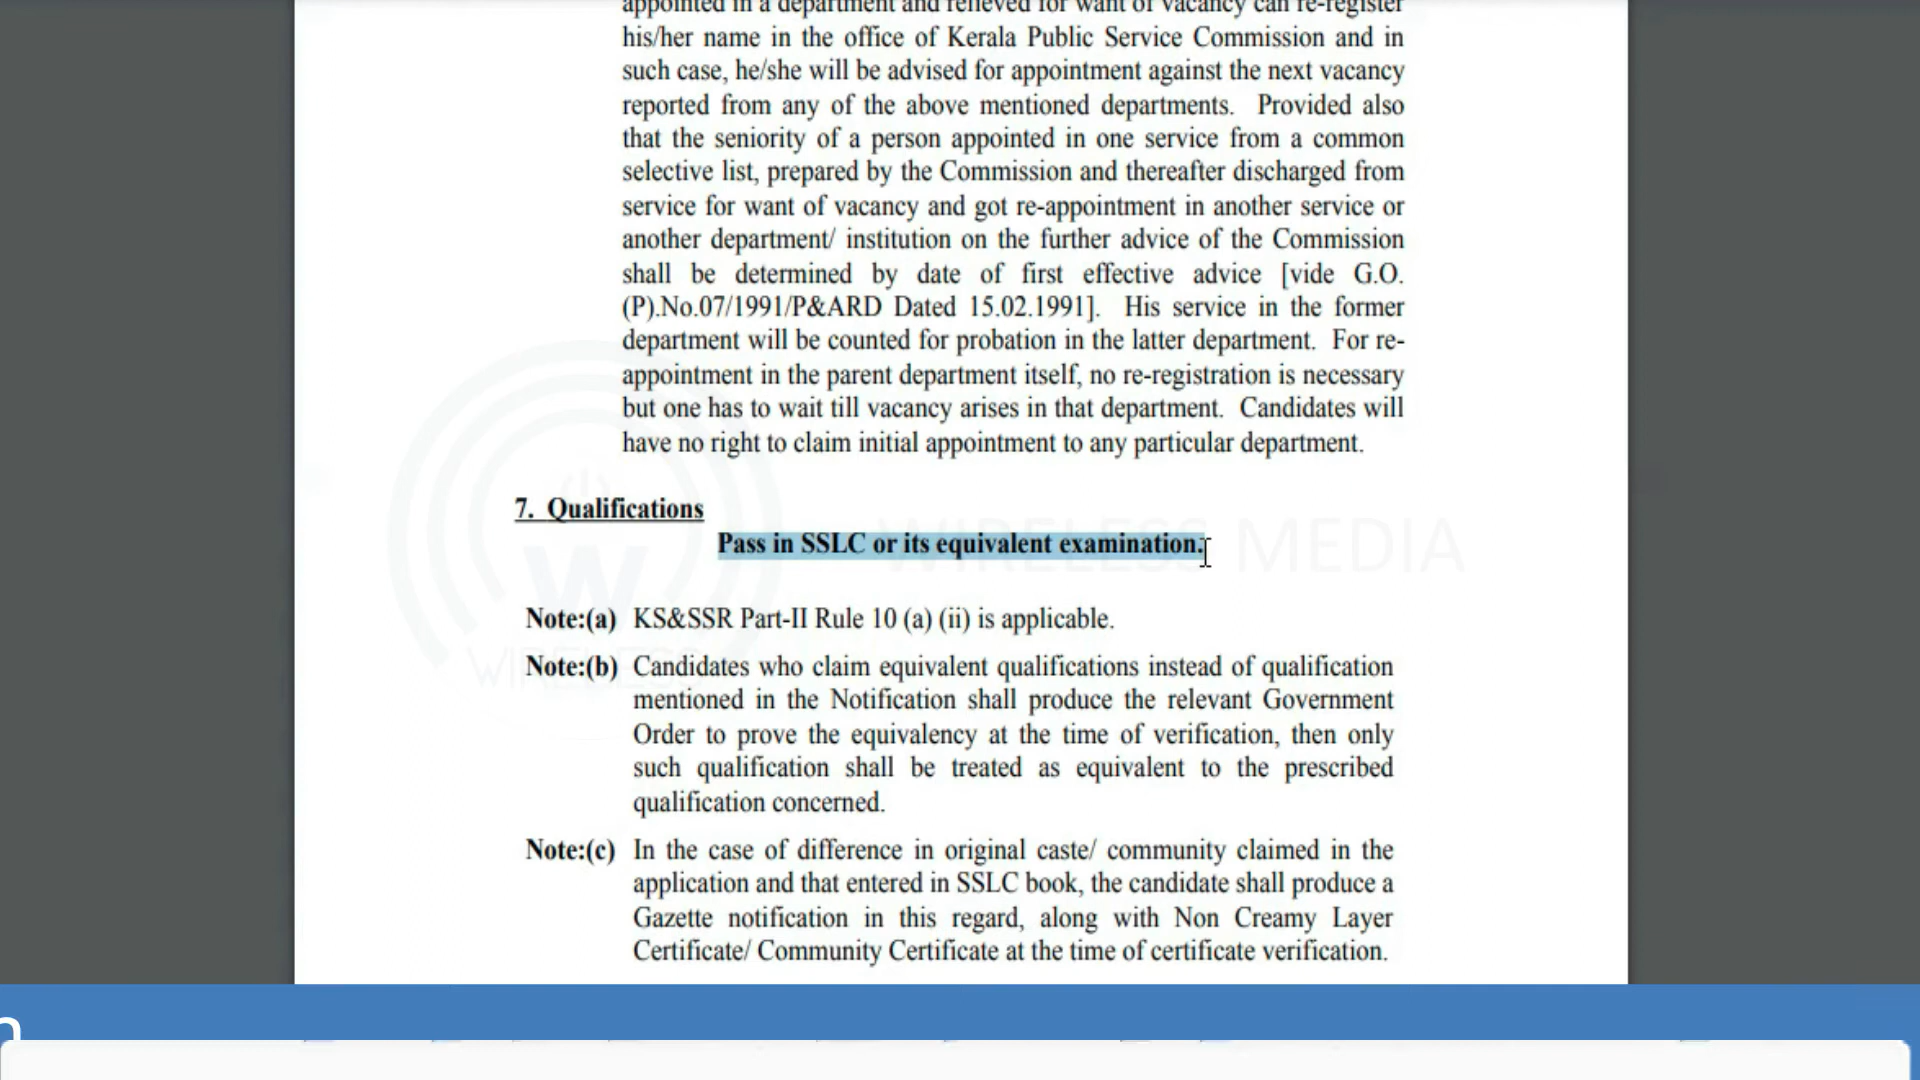 appointed in a department and relieved for want of vacancy can re-register
his/her name in the office of Kerala Public Service Commission and in
such case, he/she will be advised for appointment against the next vacancy
reported from any of the above mentioned departments. Provided also
that the seniority of a person appointed in one service from a common
selective list, prepared by the Commission and thereafter discharged from
service for want of vacancy and got re-appointment in another service or
another department/ institution on the further advice of the Commission
shall be determined by date of first effective advice [vide G.O.
(P).No.07/1991/P&ARD Dated 15.02.1991]. His service in the former
department will be counted for probation in the latter department. For re-
appointment in the parent department itself, no re-registration is necessary
but one has to wait till vacancy arises in that department. Candidates will
have no right to claim initial appointment to any particular department.
7. Qualifications
Pass in SSLC or its equivalent examination.
WIRELESS MEDIA
Note:(a) KS&SSR Part-II Rule 10 (a) (ii) is applicable.
W
WIRELESS
Note:(b) Candidates who claim equivalent qualifications instead of qualification
mentioned in the Notification shall produce the relevant Government
Order to prove the equivalency at the time of verification, then only
such qualification shall be treated as equivalent to the prescribed
qualification concerned.
Note:(c) In the case of difference in original caste/ community claimed in the
application and that entered in SSLC book, the candidate shall produce a
Gazette notification in this regard, along with Non Creamy Layer
Certificate/ Community Certificate at the time of certificate verification.